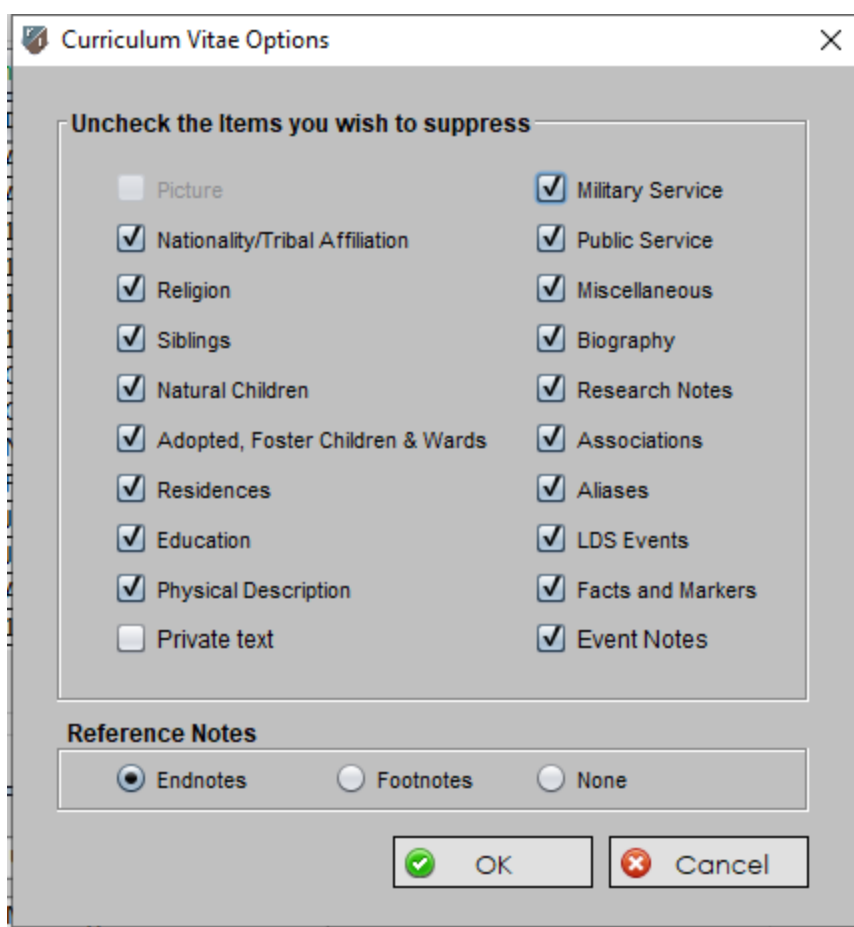 Curriculum Vitae Options
Uncheck the Items you wish to suppress
Picture
Nationality/Tribal Affiliation
Religion
Siblings
Natural Children
Adopted, Foster Children & Wards
Residences
Education
Physical Description
Private text
Military Service
Public Service
Miscellaneous
Biography
Research Notes
Associations
Aliases
LDS Events
Facts and Markers
Event Notes
Reference Notes
Endnotes Footnotes None
OK Cancel